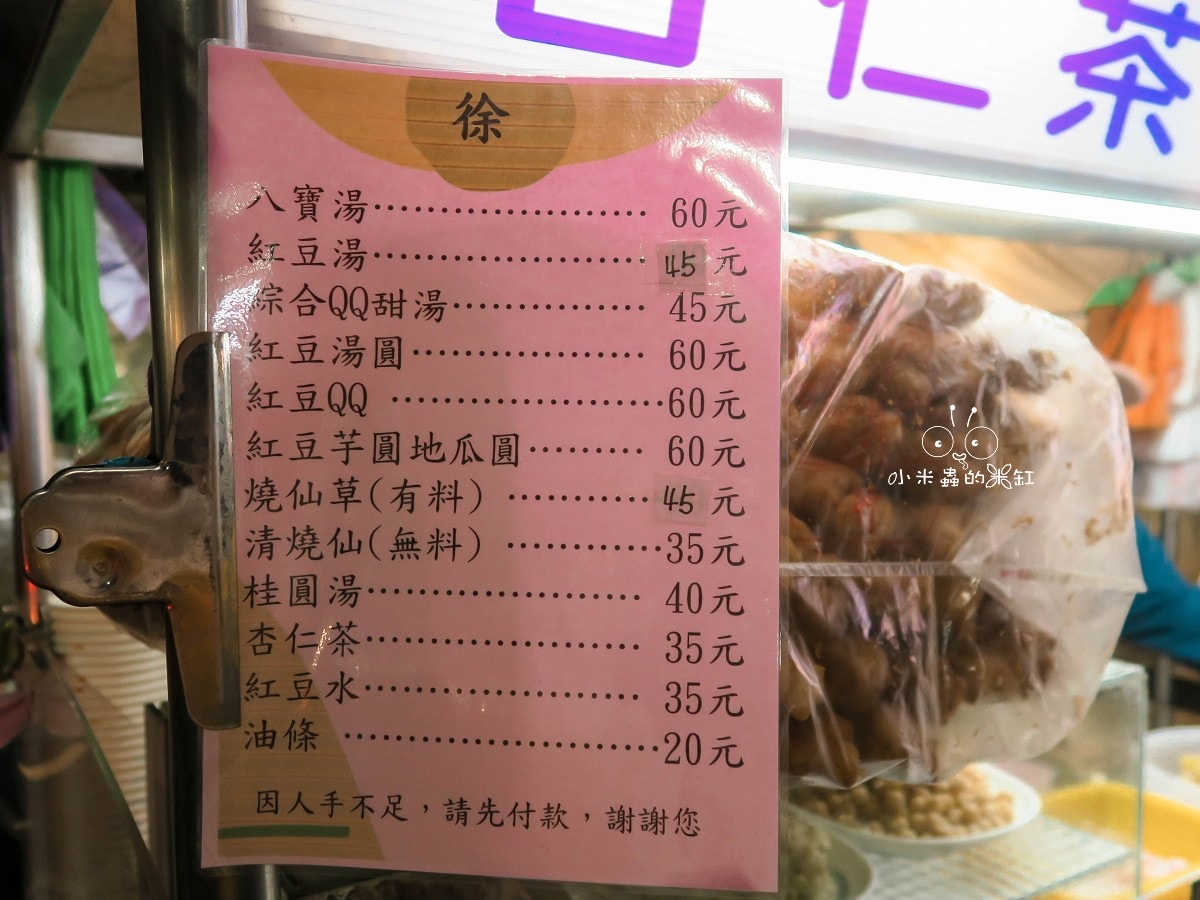 仁茶
徐
八寶湯⋯⋯⋯⋯⋯⋯⋯ 60元
紅豆湯⋯⋯⋯⋯⋯⋯⋯ 45元
綜合QQ甜湯⋯⋯⋯⋯⋯ 45元
紅豆湯圓⋯⋯⋯⋯⋯⋯ 60元
紅豆QQ ⋯⋯⋯⋯⋯⋯⋯60元
紅豆芋圓地瓜圓⋯⋯⋯ 60元
燒仙草(有料) ⋯⋯⋯⋯45元
清燒仙(無料) ⋯⋯⋯⋯35元
桂圓湯⋯⋯⋯⋯⋯⋯⋯ 40元
杏仁茶⋯⋯⋯⋯⋯⋯⋯ 35元
紅豆水⋯⋯⋯⋯⋯⋯⋯ 35元
油條 ⋯⋯⋯⋯⋯⋯⋯⋯20元
因人手不足，請先付款，謝謝您
小米蟲的米缸